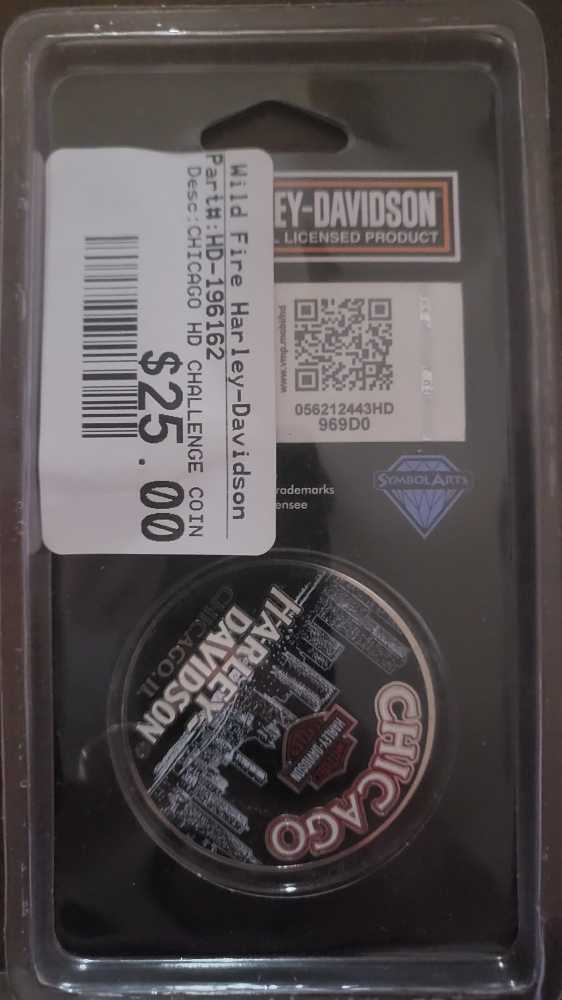 Wild Fire Harley-Davidson
Part#:HD-196162
Desc:CHICAGO HD CHALLENGE COIN
$25.00
EY-DAVIDSON
L LICENSED PRODUCT
056212443HD
969D0
rademarks
ensee
SYMBOLARTS
CHICAGO
HARLEY-DAVIDSON
HARLEY-
DAVIDSON
CHICAGO, IL